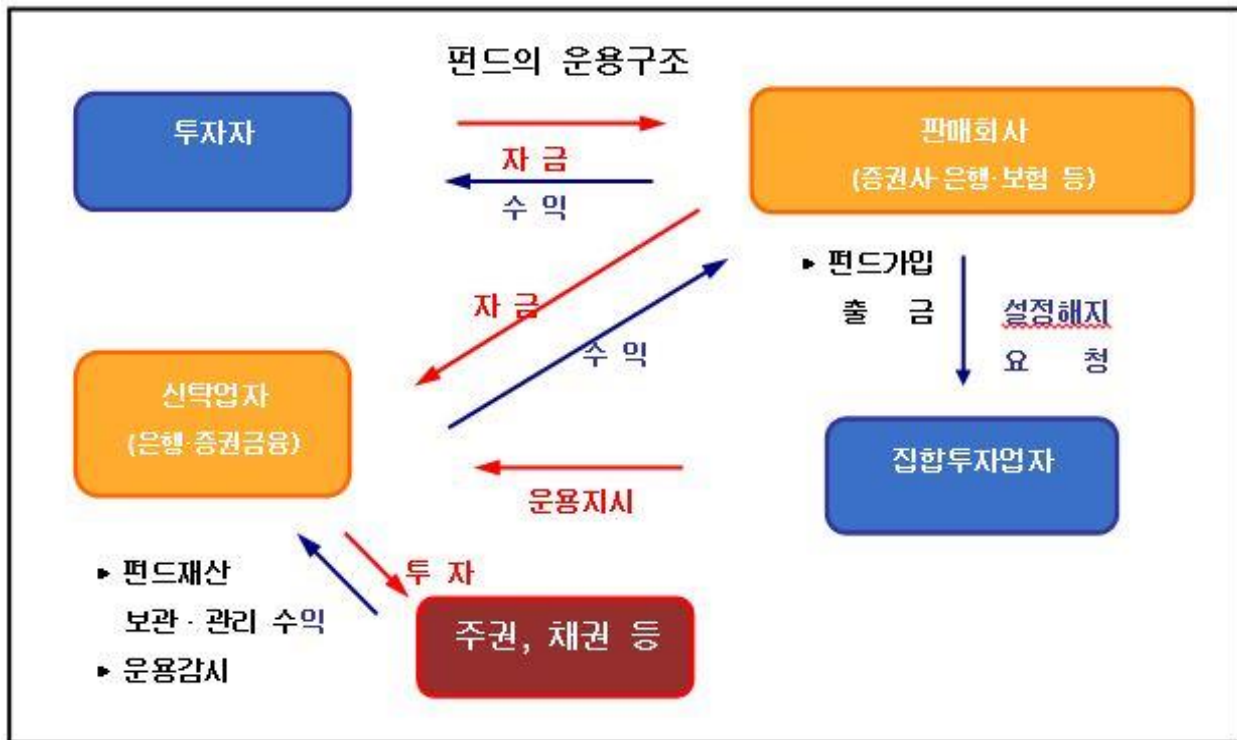 펀드의 운용구조
투자자
판매회사
(증권사·은행·보험 등)
자 금
수 익
▸ 펀드가입
출 금
설정해지
요 청
자 금
수 익
신탁업자
(은행·증권금융)
집합투자업자
운용지시
▸ 펀드재산
보관 · 관리 수익
▸ 운용감시
투 자
주권, 채권 등